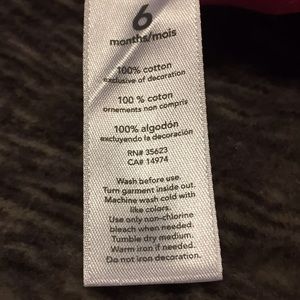 6
months/mois
100% cotton
exclusive of decoration
100 % coton
ornements non compris
100% algodón
excluyendo la decoración
RN# 35623
CA# 14974
Wash before use.
Turn garment inside out.
Machine wash cold with
like colors.
Use only non-chlorine
bleach when needed.
Tumble dry medium.
Warm iron if needed.
Do not iron decoration.